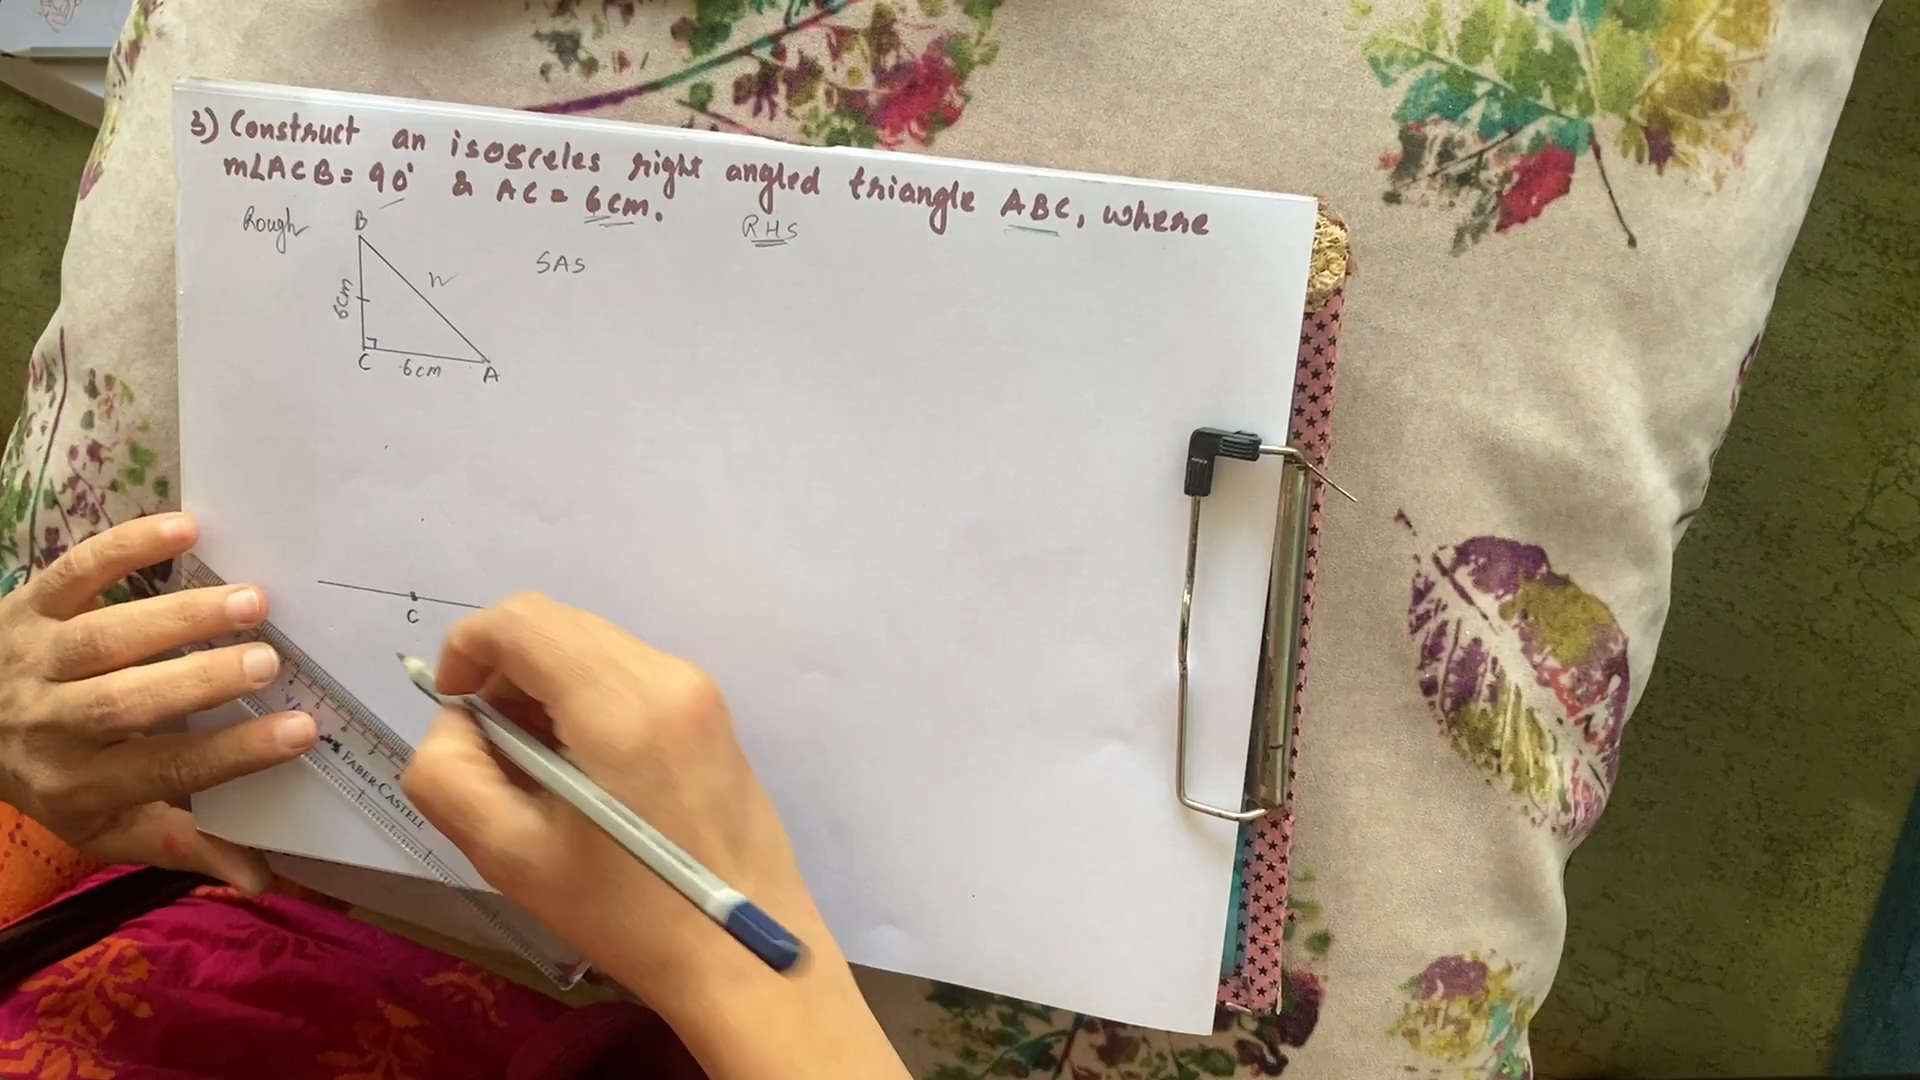 3) Construct an isosceles right angled triangle ABC, where
m∠ACB = 90° & AC = 6cm.
Rough
B
RHS
SAS
h
6cm
C
6cm
A
C
FABER-CASTELL